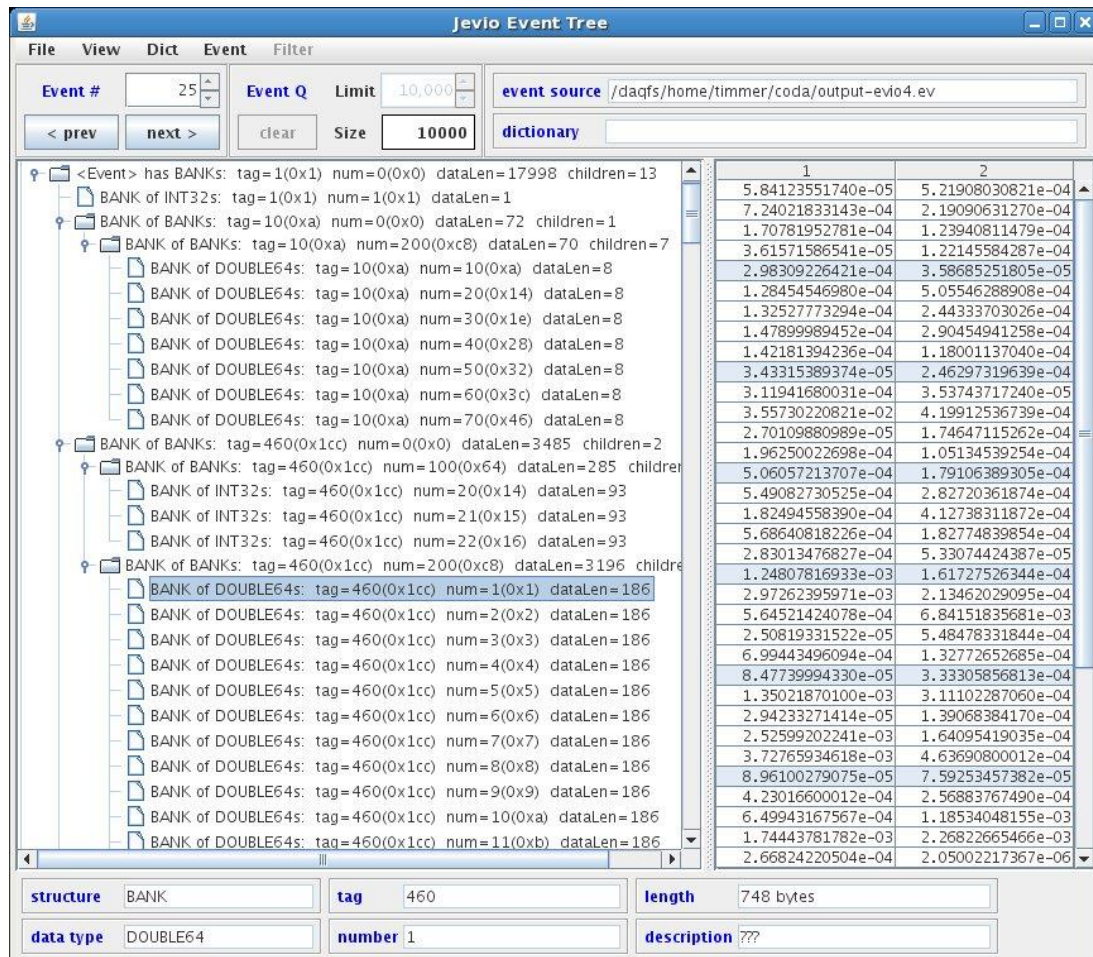 Jevio Event Tree
File View Dict Event Filter
Event # 25 Event Q Limit 10,000 event source /daqfs/home/timmer/coda/output-evio4.ev
< prev next > clear Size 10000 dictionary
<Event> has BANKs: tag=1(0x1) num=0(0x0) dataLen=17998 children=13
BANK of INT32s: tag=1(0x1) num=1(0x1) dataLen=1
BANK of BANKs: tag=10(0xa) num=0(0x0) dataLen=72 children=1
BANK of BANKs: tag=10(0xa) num=200(0xc8) dataLen=70 children=7
BANK of DOUBLE64s: tag=10(0xa) num=10(0xa) dataLen=8
BANK of DOUBLE64s: tag=10(0xa) num=20(0x14) dataLen=8
BANK of DOUBLE64s: tag=10(0xa) num=30(0x1e) dataLen=8
BANK of DOUBLE64s: tag=10(0xa) num=40(0x28) dataLen=8
BANK of DOUBLE64s: tag=10(0xa) num=50(0x32) dataLen=8
BANK of DOUBLE64s: tag=10(0xa) num=60(0x3c) dataLen=8
BANK of DOUBLE64s: tag=10(0xa) num=70(0x46) dataLen=8
BANK of BANKs: tag=460(0x1cc) num=0(0x0) dataLen=3485 children=2
BANK of BANKs: tag=460(0x1cc) num=100(0x64) dataLen=285 childrer
BANK of INT32s: tag=460(0x1cc) num=20(0x14) dataLen=93
BANK of INT32s: tag=460(0x1cc) num=21(0x15) dataLen=93
BANK of INT32s: tag=460(0x1cc) num=22(0x16) dataLen=93
BANK of BANKs: tag=460(0x1cc) num=200(0xc8) dataLen=3196 childre
BANK of DOUBLE64s: tag=460(0x1cc) num=1(0x1) dataLen=186
BANK of DOUBLE64s: tag=460(0x1cc) num=2(0x2) dataLen=186
BANK of DOUBLE64s: tag=460(0x1cc) num=3(0x3) dataLen=186
BANK of DOUBLE64s: tag=460(0x1cc) num=4(0x4) dataLen=186
BANK of DOUBLE64s: tag=460(0x1cc) num=5(0x5) dataLen=186
BANK of DOUBLE64s: tag=460(0x1cc) num=6(0x6) dataLen=186
BANK of DOUBLE64s: tag=460(0x1cc) num=7(0x7) dataLen=186
BANK of DOUBLE64s: tag=460(0x1cc) num=8(0x8) dataLen=186
BANK of DOUBLE64s: tag=460(0x1cc) num=9(0x9) dataLen=186
BANK of DOUBLE64s: tag=460(0x1cc) num=10(0xa) dataLen=186
BANK of DOUBLE64s: tag=460(0x1cc) num=11(0xb) dataLen=186
1 2
5.84123551740e-05 5.21908030821e-04
7.24021833143e-04 2.19090631270e-04
1.70781952781e-04 1.23940811479e-04
3.61571586541e-05 1.22145584287e-04
2.98309226421e-04 3.58685251805e-05
1.28454546980e-04 5.05546288908e-04
1.32527773294e-04 2.44333703026e-04
1.47899989452e-04 2.90454941258e-04
1.42181394236e-04 1.18001137040e-04
3.43315389374e-05 2.46297319639e-04
3.11941680031e-04 3.53743717240e-05
3.55730220821e-02 4.19912536739e-04
2.70109880989e-05 1.74647115262e-04
1.96250022698e-04 1.05134539254e-04
5.06057213707e-04 1.79106389305e-04
5.49082730525e-04 2.82720361874e-04
1.82494558390e-04 4.12738311872e-04
5.68640818226e-04 1.82774839854e-04
2.83013476827e-04 5.33074424387e-05
1.24807816933e-03 1.61727526344e-04
2.97262395971e-03 2.13462029095e-04
5.64521424078e-04 6.84151835681e-03
2.50819331522e-05 5.48478331844e-04
6.99443496094e-04 1.32772652685e-04
8.47739994330e-05 3.33305856813e-04
1.35021870100e-03 3.11102287060e-04
2.94233271414e-05 1.39068384170e-04
2.52599202241e-03 1.64095419035e-04
3.72765934618e-03 4.63690800012e-04
8.96100279075e-05 7.59253457382e-05
4.23016600012e-04 2.56883767490e-04
6.49943167567e-04 1.18534048155e-03
1.74443781782e-03 2.26822665466e-03
2.66824220504e-04 2.05002217367e-06
structure BANK tag 460 length 748 bytes
data type DOUBLE64 number 1 description ???